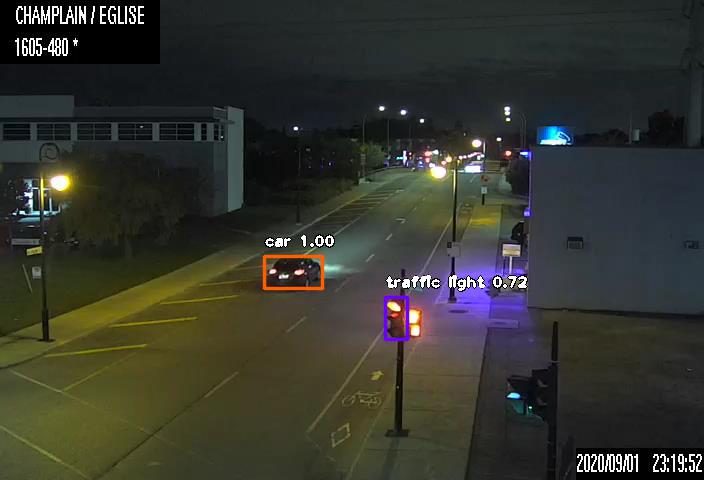 CHAMPLAIN / EGLISE
1605-480 *
car 1.00
traffic light 0.72
2020/09/01 23:19:52